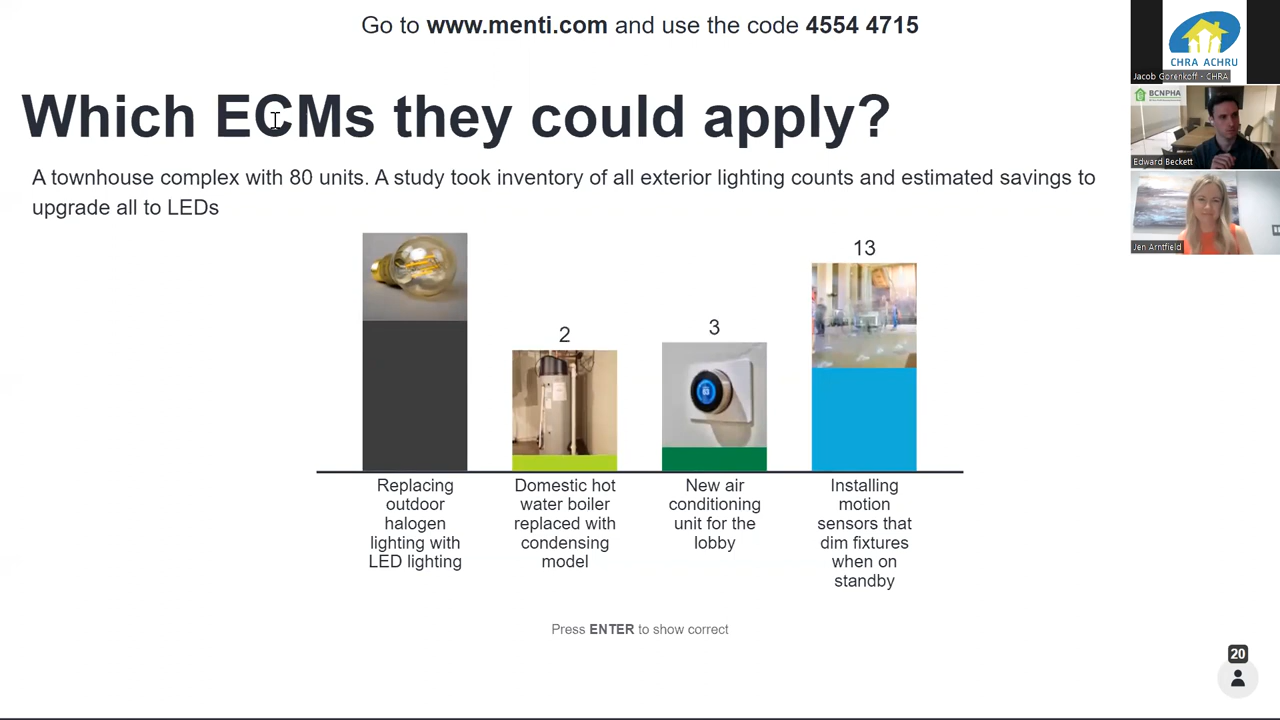 Go to www.menti.com and use the code 4554 4715
CHRA ACHRU
Jacob Gorenkoff - CHRA
Which ECMs they could apply?
BCNPHA
Edward Beckett
A townhouse complex with 80 units. A study took inventory of all exterior lighting counts and estimated savings to
upgrade all to LEDs
Jen Arntfield
2
3
13
Replacing
outdoor
halogen
lighting with
LED lighting
Domestic hot
water boiler
replaced with
condensing
model
New air
conditioning
unit for the
lobby
Installing
motion
sensors that
dim fixtures
when on
standby
Press ENTER to show correct
20